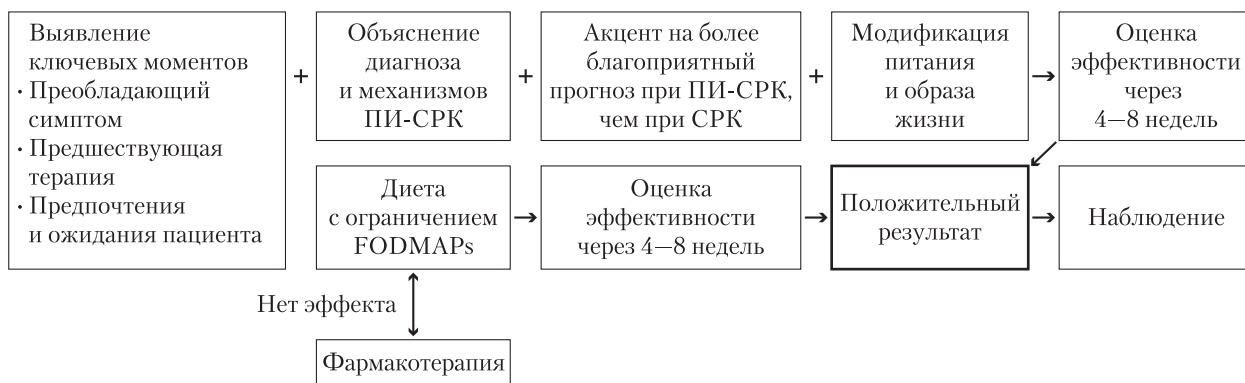 Выявление
ключевых моментов
· Преобладающий
симптом
· Предшествующая
терапия
· Предпочтения
и ожидания пациента
+
Объяснение
диагноза
и механизмов
ПИ-СРК
+
Акцент на более
благоприятный
прогноз при ПИ-СРК,
чем при СРК
+
Модификация
питания
и образа
жизни
Оценка
эффективности
через
4—8 недель
Диета
с ограничением
FODMAPs
Оценка
эффективности
через 4—8 недель
Положительный
результат
Наблюдение
Нет эффекта
Фармакотерапия